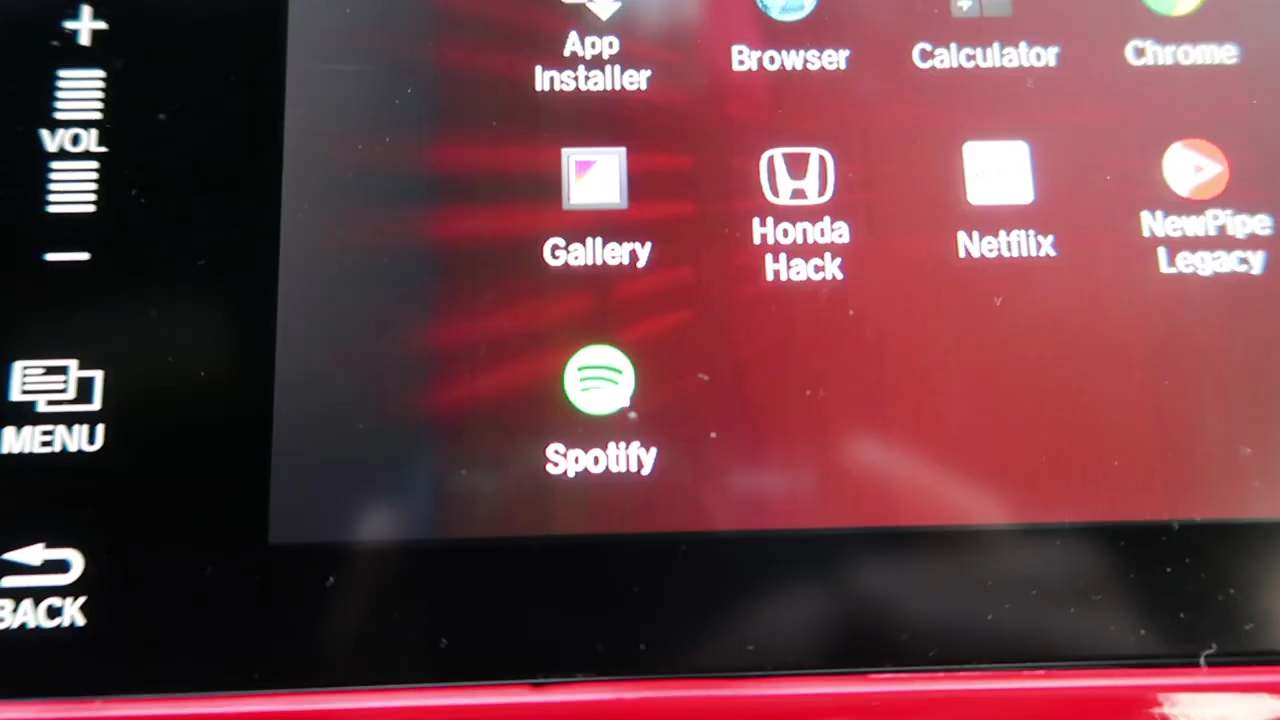 +
VOL
−
MENU
BACK
App
Installer
Browser
Calculator
Chrome
Gallery
Honda
Hack
Netflix
NewPipe
Legacy
Spotify